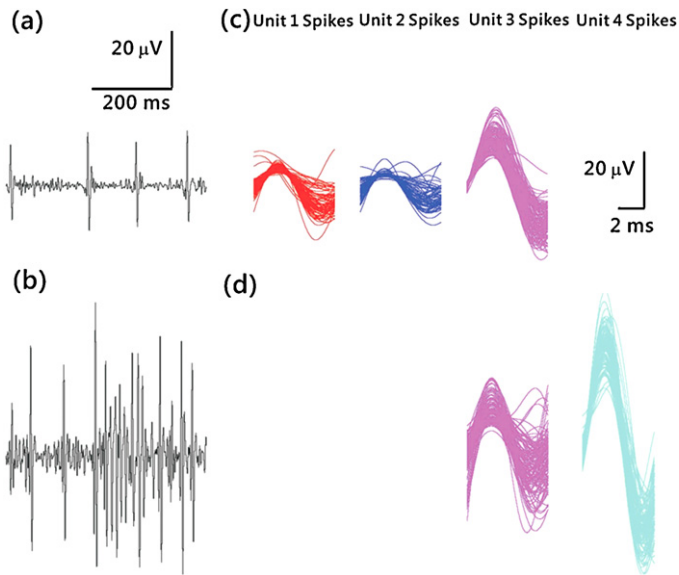 (a)
20 μV
200 ms
(c)
Unit 1 Spikes
Unit 2 Spikes
Unit 3 Spikes
Unit 4 Spikes
20 μV
2 ms
(b)
(d)